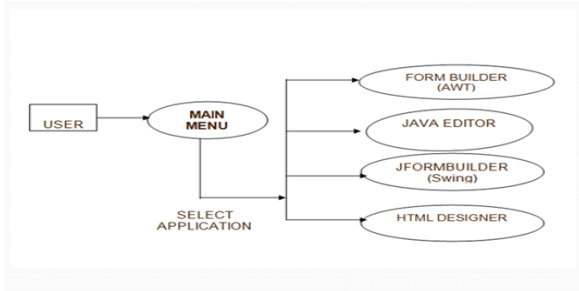 FORM BUILDER
(AWT)
USER
MAIN
MENU
JAVA EDITOR
JFORMBUILDER
(Swing)
SELECT
APPLICATION
HTML DESIGNER